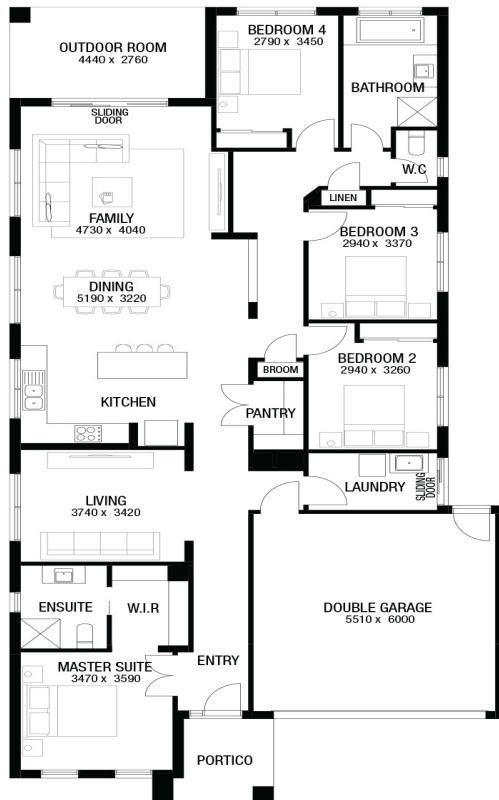 BEDROOM 4
2790 x 3450
OUTDOOR ROOM
4440 x 2760
BATHROOM
SLIDING
DOOR
W.C
LINEN
FAMILY
4730 x 4040
BEDROOM 3
2940 x 3370
DINING
5190 x 3220
BROOM
BEDROOM 2
2940 x 3260
KITCHEN
PANTRY
LIVING
3740 x 3420
LAUNDRY
SLIDING
DOOR
ENSUITE
W.I.R
DOUBLE GARAGE
5510 x 6000
MASTER SUITE
3470 x 3590
ENTRY
PORTICO